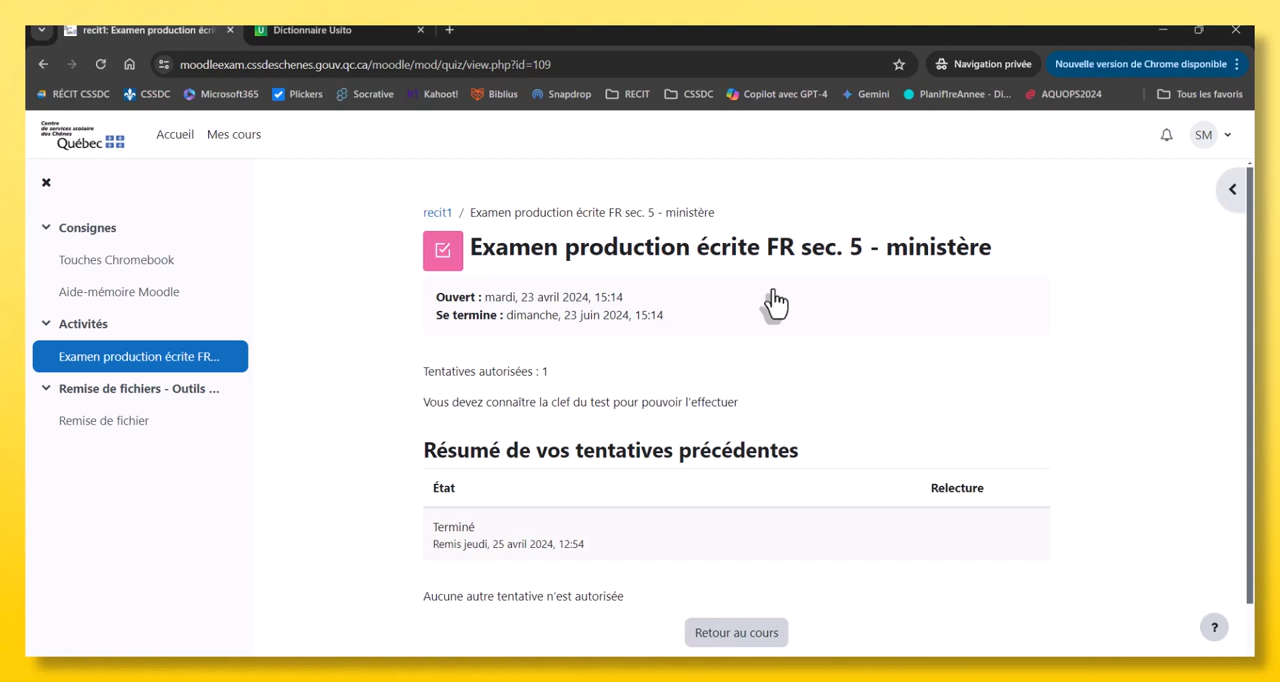 recit1: Examen production écri
Dictionnaire Usito
moodleexam.cssdeschenes.gouv.qc.ca/moodle/mod/quiz/view.php?id=109
Navigation privée
Nouvelle version de Chrome disponible
RÉCIT CSSDC
CSSDC
Microsoft365
Plickers
Socrative
Kahoot!
Biblius
Snapdrop
RECIT
CSSDC
Copilot avec GPT-4
Gemini
PlanifIreAnnee - Di...
AQUOPS2024
Tous les favoris
Centre
de services scolaire
des Chênes
Québec
Accueil
Mes cours
SM
Consignes
Touches Chromebook
Aide-mémoire Moodle
Activités
Examen production écrite FR...
Remise de fichiers - Outils ...
Remise de fichier
recit1 / Examen production écrite FR sec. 5 - ministère
Examen production écrite FR sec. 5 - ministère
Ouvert : mardi, 23 avril 2024, 15:14
Se termine : dimanche, 23 juin 2024, 15:14
Tentatives autorisées : 1
Vous devez connaître la clef du test pour pouvoir l'effectuer
Résumé de vos tentatives précédentes
État Relecture
Terminé
Remis jeudi, 25 avril 2024, 12:54
Aucune autre tentative n'est autorisée
Retour au cours
?